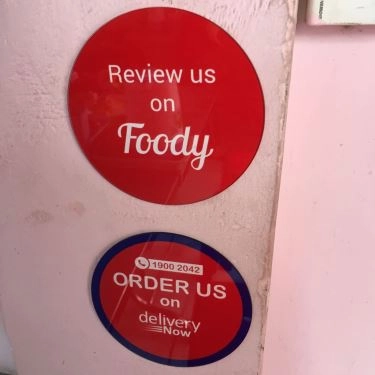 Review us
on
Foody
1900 2042
ORDER US
on
delivery
Now